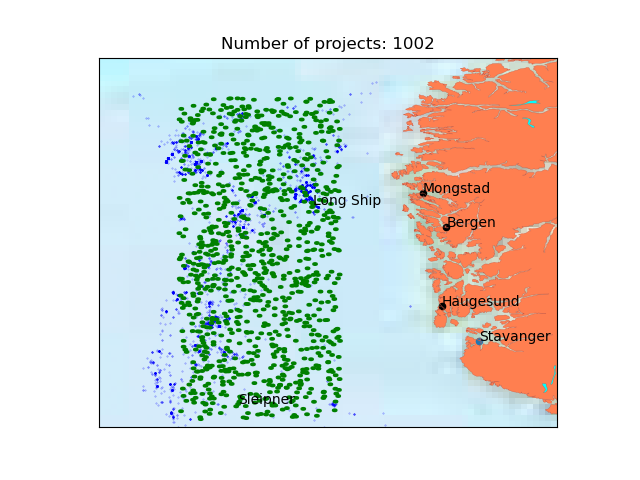 Number of projects: 1002
Mongstad
Long Ship
Bergen
Haugesund
Stavanger
Sleipner